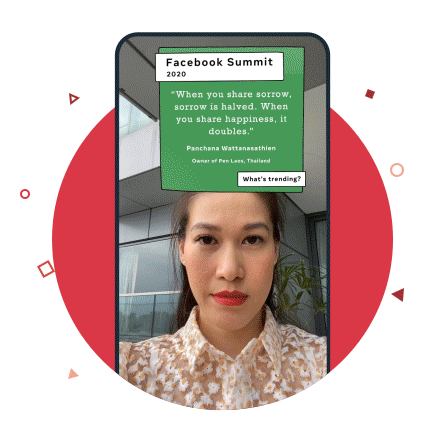 Facebook Summit
2020
“When you share sorrow,
sorrow is halved. When
you share happiness, it
doubles.”
Panchana Wattanasathien
Owner of Pen Laos, Thailand
What's trending?